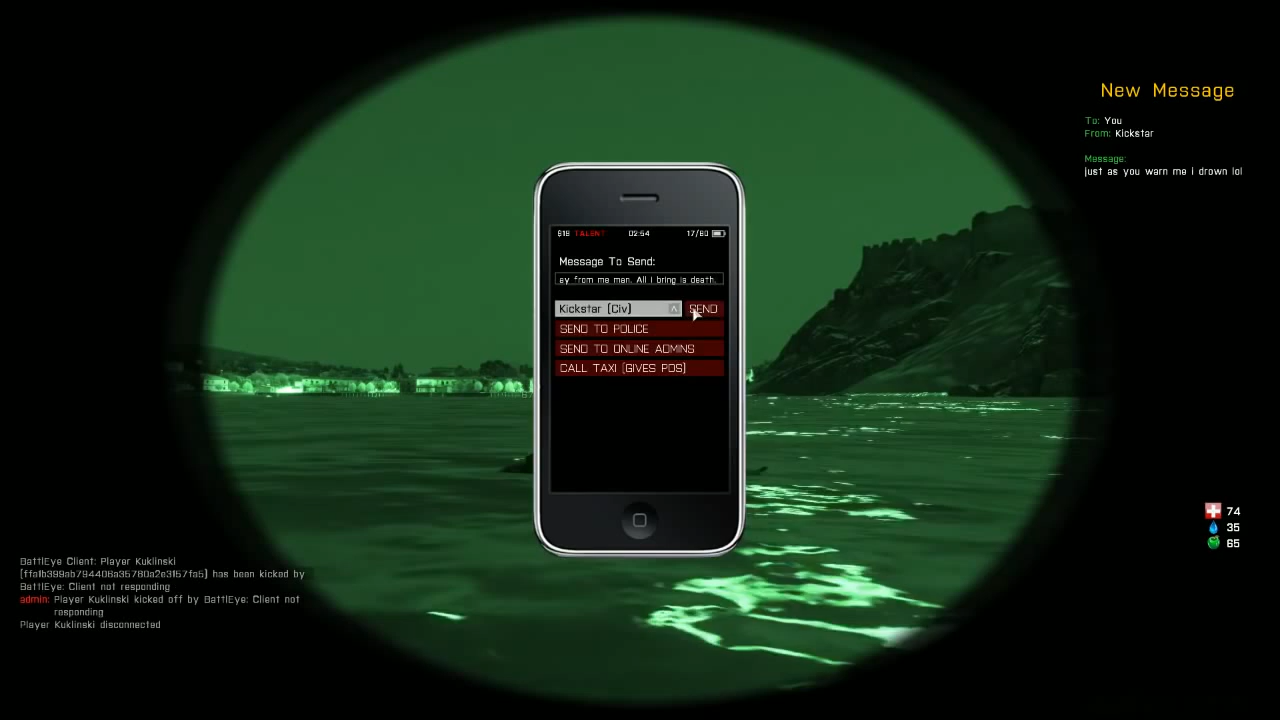 New Message
To: You
From: Kickstar
Message:
just as you warn me i drown lol
618 TALENT 02:54 17/80
Message To Send:
ey from me man. All I bring is death.
Kickstar (Civ) SEND
SEND TO POLICE
SEND TO ONLINE ADMINS
CALL TAXI (GIVES POS)
74
35
65
BattlEye Client: Player Kuklinski
has been kicked by
BattlEye: Client not responding
admin: Player Kuklinski kicked off by BattlEye: Client not
responding
Player Kuklinski disconnected